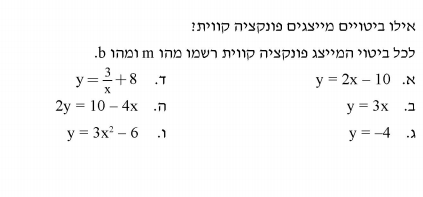 אילו ביטויים מייצגים פונקציה קווית?
לכל ביטוי המייצג פונקציה קווית רשמו מהו m ומהו b.
א. y = 2x – 10
ד. y = 3/x + 8
ב. y = 3x
ה. 2y = 10 – 4x
ג. y = –4
ו. y = 3x² – 6